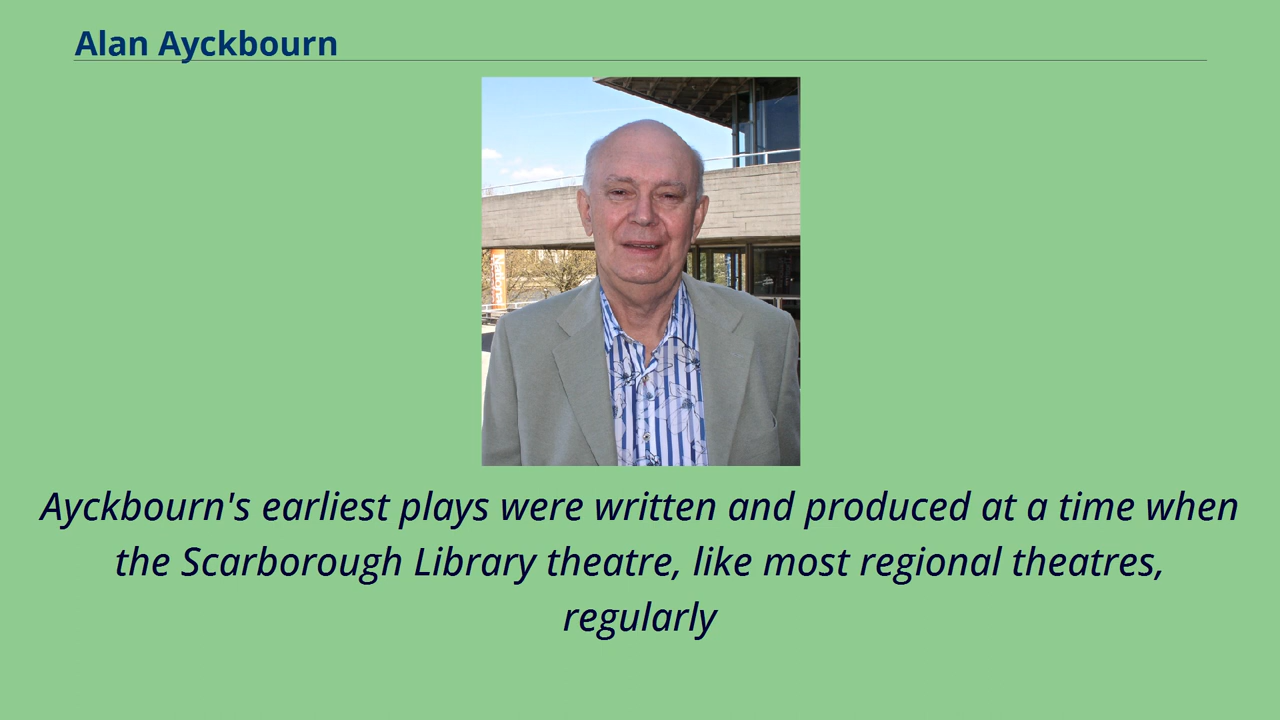 Alan Ayckbourn
Ayckbourn's earliest plays were written and produced at a time when
the Scarborough Library theatre, like most regional theatres,
regularly